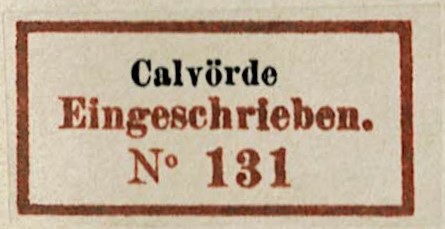 Calvörde
Eingeschrieben.
No 131